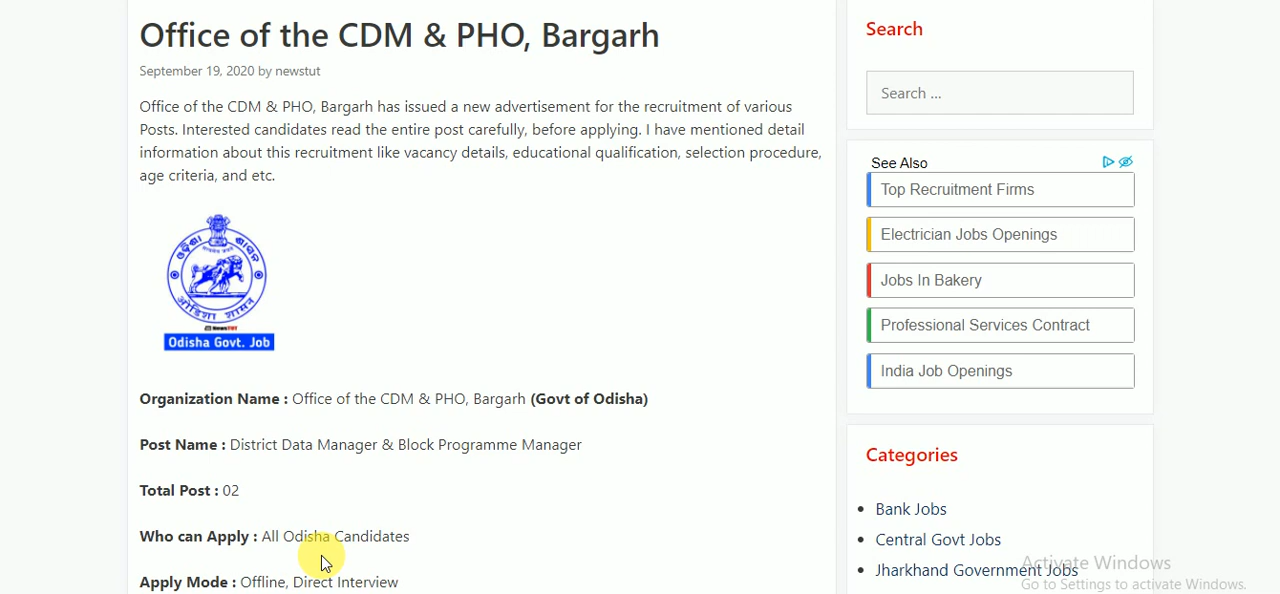 Office of the CDM & PHO, Bargarh
September 19, 2020 by newstut
Office of the CDM & PHO, Bargarh has issued a new advertisement for the recruitment of various
Posts. Interested candidates read the entire post carefully, before applying. I have mentioned detail
information about this recruitment like vacancy details, educational qualification, selection procedure,
age criteria, and etc.
ଓଡ଼ିଶା ଶାସନ
ओडिशा शासन
Odisha Govt. Job
Organization Name : Office of the CDM & PHO, Bargarh (Govt of Odisha)
Post Name : District Data Manager & Block Programme Manager
Total Post : 02
Who can Apply : All Odisha Candidates
Apply Mode : Offline, Direct Interview
Search
Search ...
See Also
Top Recruitment Firms
Electrician Jobs Openings
Jobs In Bakery
Professional Services Contract
India Job Openings
Categories
Bank Jobs
Central Govt Jobs
Jharkhand Government Jobs
Activate Windows
Go to Settings to activate Windows.